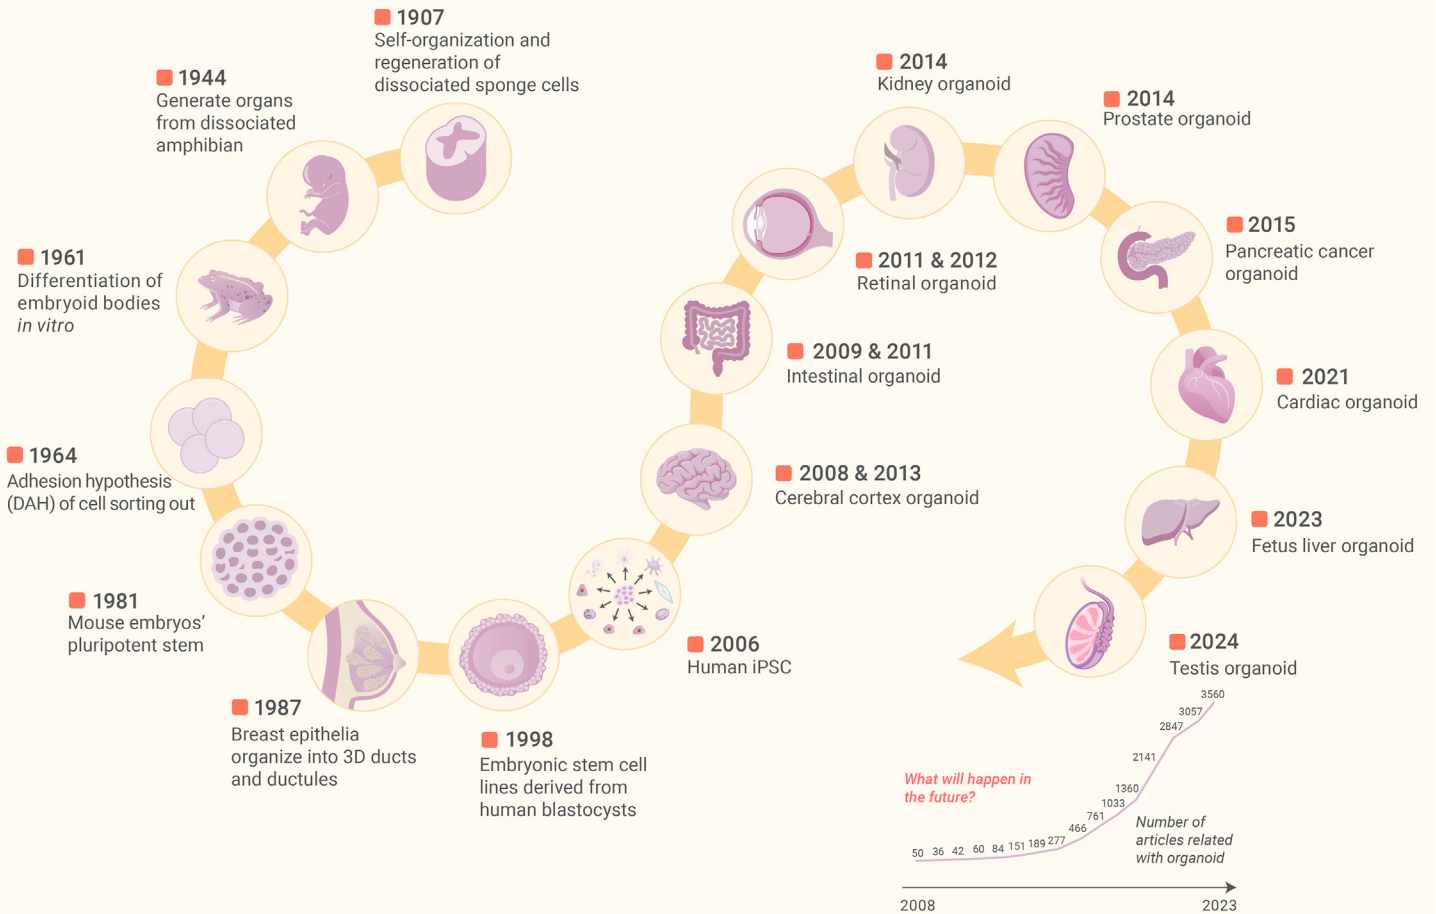 1907
Self-organization and
regeneration of
dissociated sponge cells
1944
Generate organs
from dissociated
amphibian
1961
Differentiation of
embryoid bodies
in vitro
1964
Adhesion hypothesis
(DAH) of cell sorting out
1981
Mouse embryos’
pluripotent stem
1987
Breast epithelia
organize into 3D ducts
and ductules
1998
Embryonic stem cell
lines derived from
human blastocysts
2006
Human iPSC
2008 & 2013
Cerebral cortex organoid
2009 & 2011
Intestinal organoid
2011 & 2012
Retinal organoid
2014
Kidney organoid
2014
Prostate organoid
2015
Pancreatic cancer
organoid
2021
Cardiac organoid
2023
Fetus liver organoid
2024
Testis organoid
What will happen in
the future?
50 36 42 60 84 151 189 277 466 761 1033 1360 2141 2847 3057 3560
Number of
articles related
with organoid
2008 2023